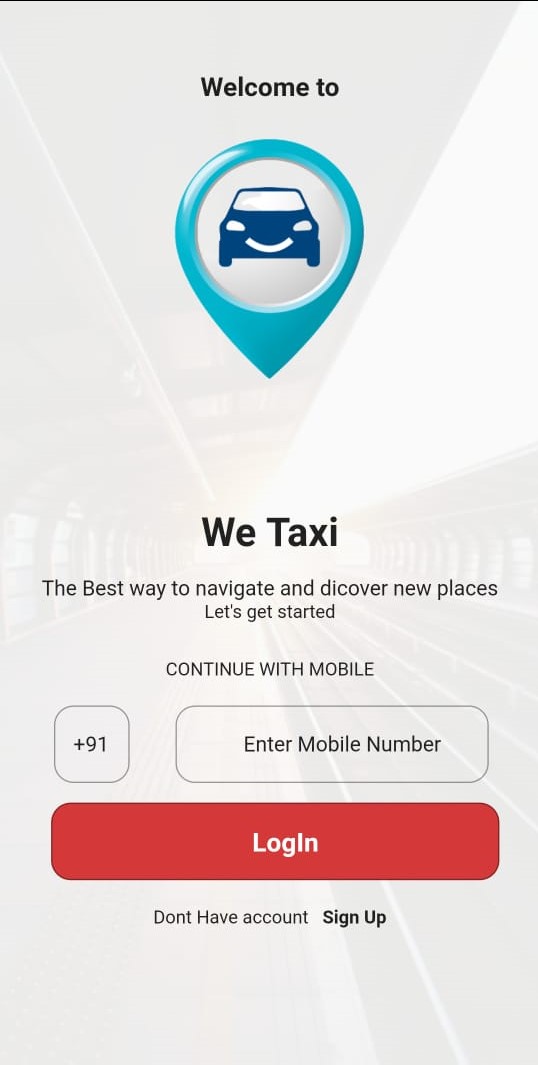 Welcome to
We Taxi
The Best way to navigate and dicover new places
Let's get started
CONTINUE WITH MOBILE
+91 Enter Mobile Number
LogIn
Dont Have account Sign Up